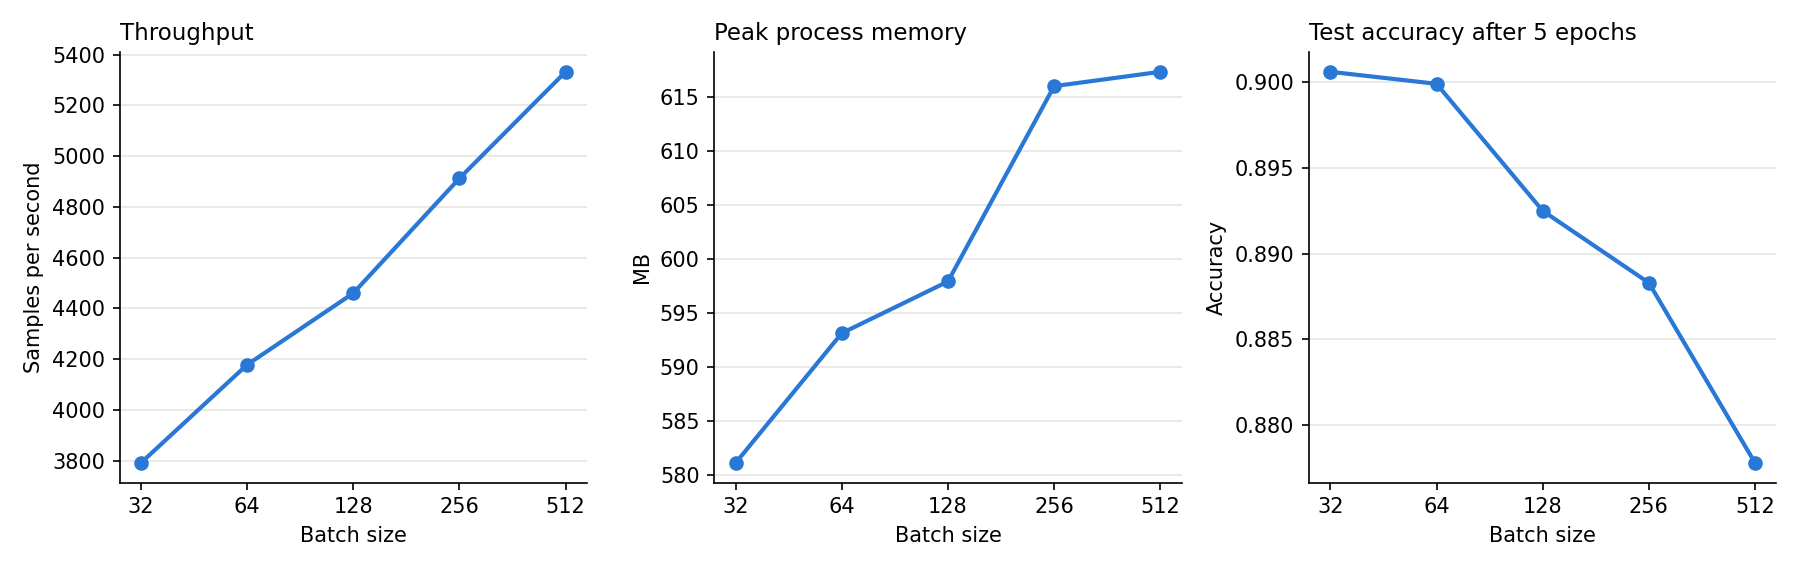 Throughput
Samples per second
5400
5200
5000
4800
4600
4400
4200
4000
3800
32 64 128 256 512
Batch size
Peak process memory
MB
615
610
605
600
595
590
585
580
32 64 128 256 512
Batch size
Test accuracy after 5 epochs
Accuracy
0.900
0.895
0.890
0.885
0.880
32 64 128 256 512
Batch size